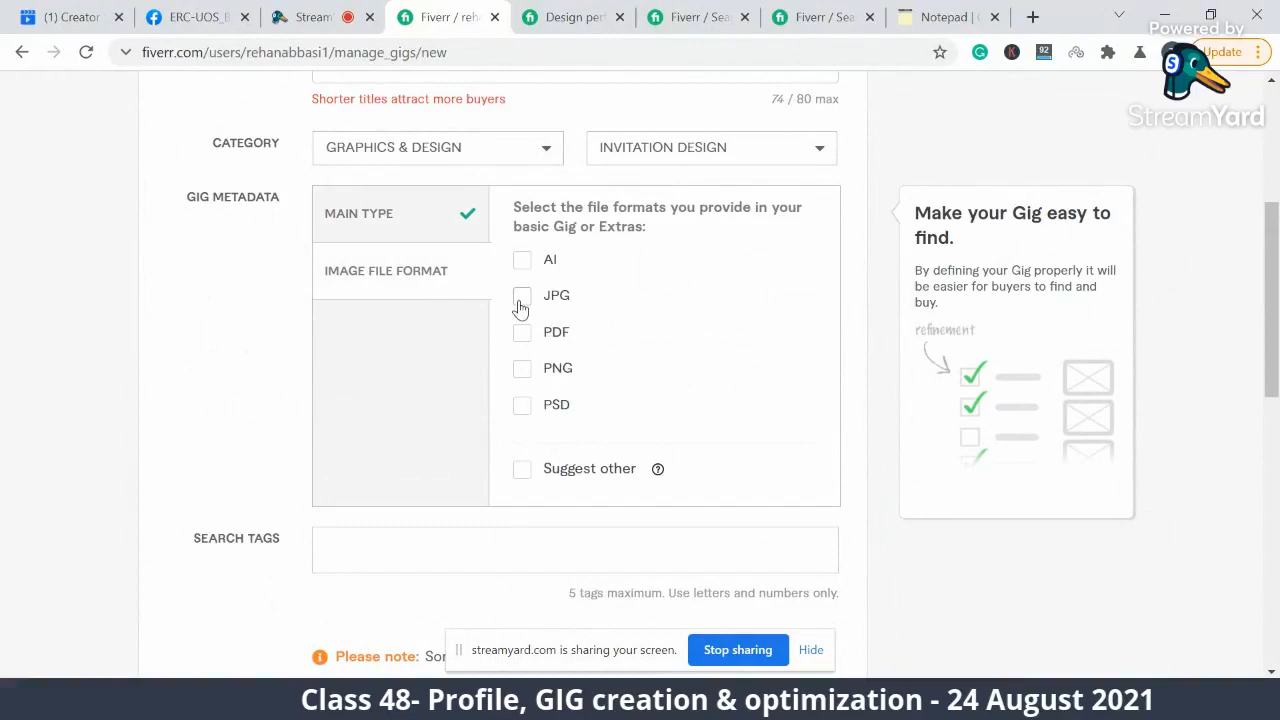 (1) Creator
ERC-UOS_B
Stream
Fiverr / reha
Design perf
Fiverr / Sea
Fiverr / Sea
Notepad | C
fiverr.com/users/rehanabbasi1/manage_gigs/new
92
Update
Powered by
StreamYard
Shorter titles attract more buyers
74 / 80 max
CATEGORY
GRAPHICS & DESIGN
INVITATION DESIGN
GIG METADATA
MAIN TYPE
IMAGE FILE FORMAT
Select the file formats you provide in your
basic Gig or Extras:
AI
JPG
PDF
PNG
PSD
Suggest other
Make your Gig easy to
find.
By defining your Gig properly it will
be easier for buyers to find and
buy.
refinement
SEARCH TAGS
5 tags maximum. Use letters and numbers only.
Please note: Son
streamyard.com is sharing your screen.
Stop sharing
Hide
Class 48- Profile, GIG creation & optimization - 24 August 2021